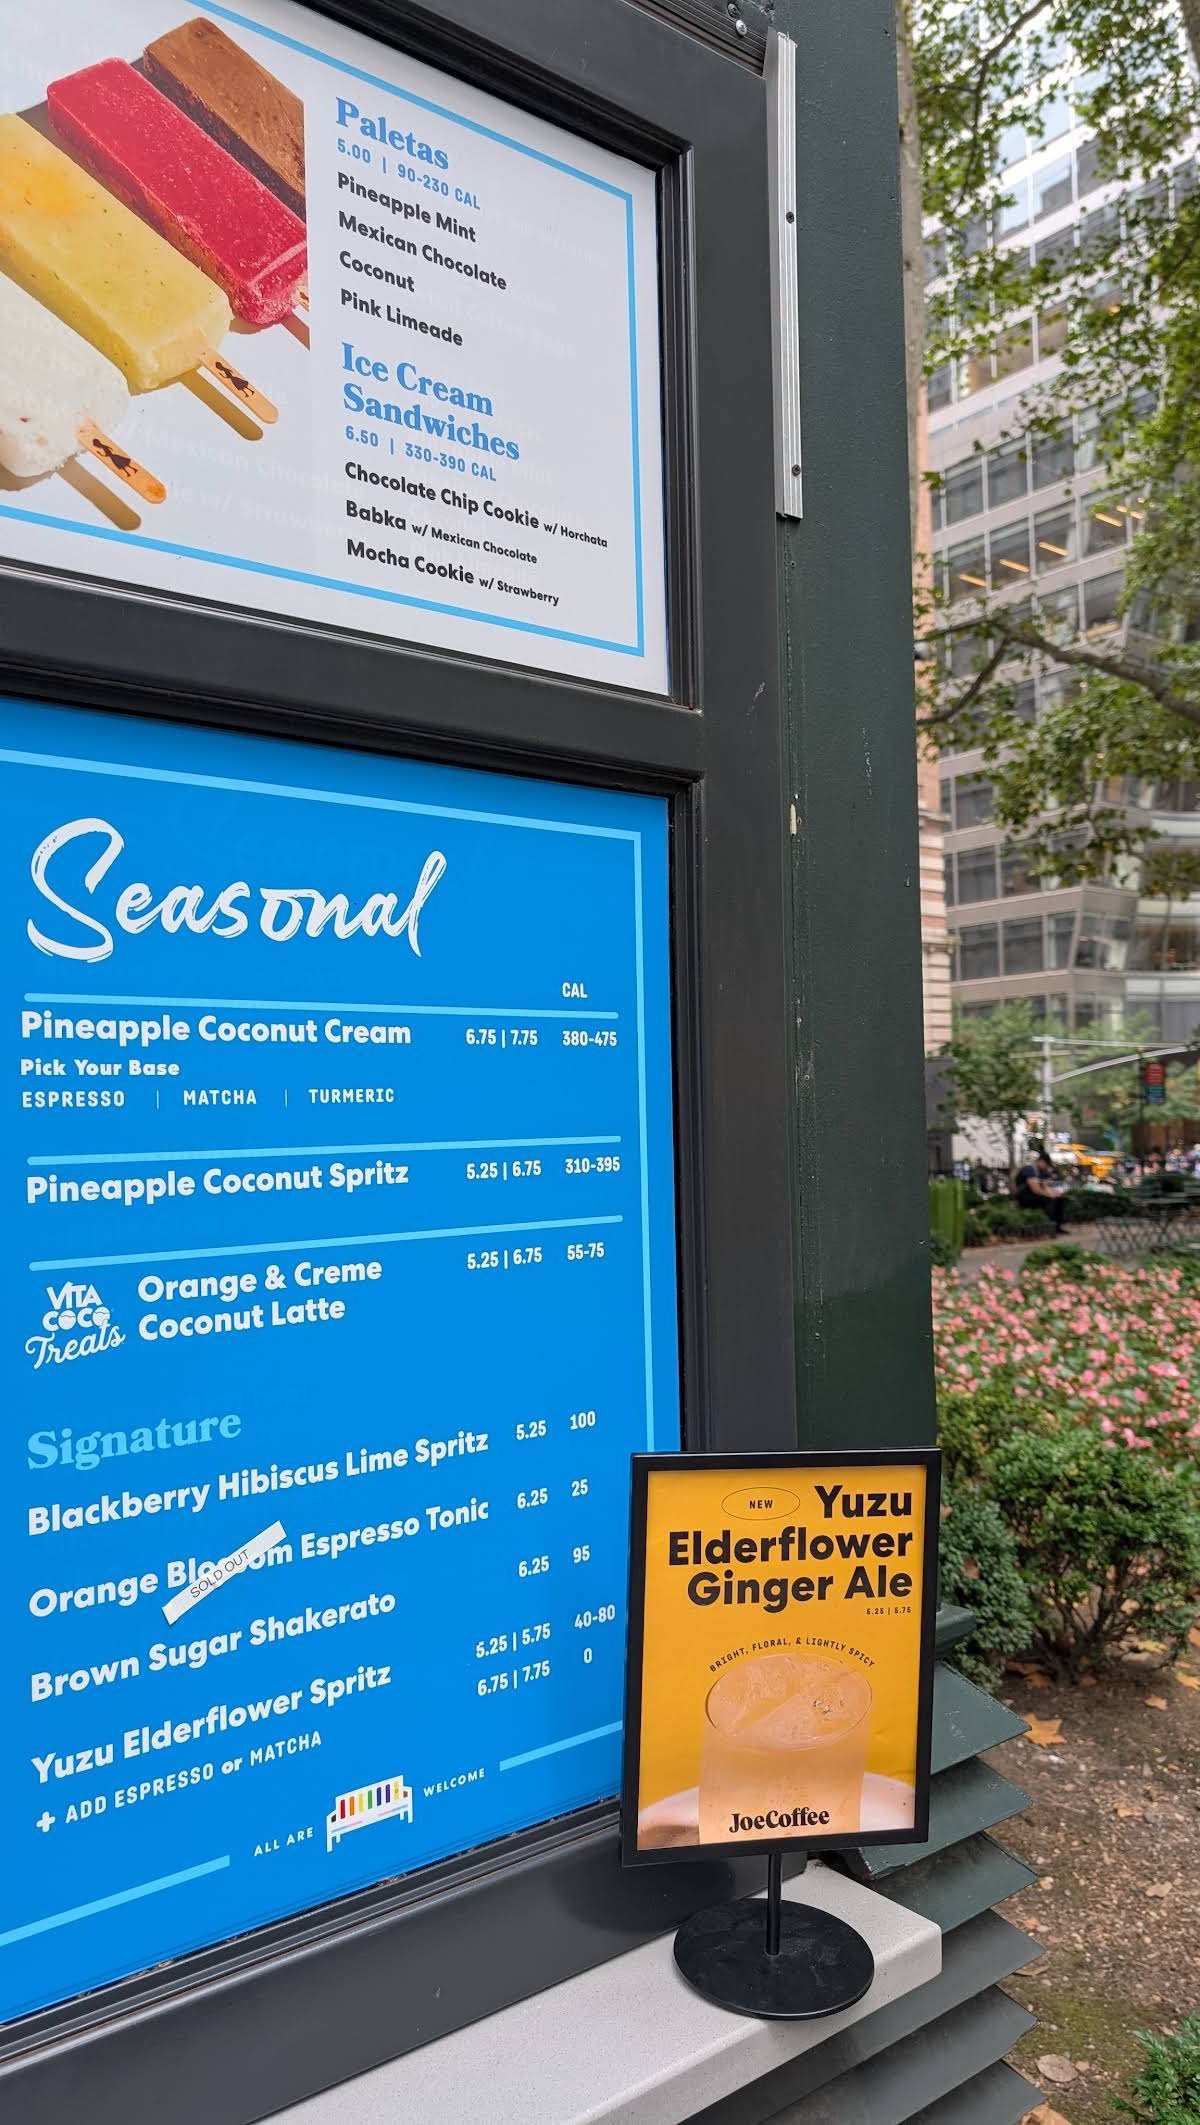 Paletas
5.00 | 90-230 CAL
Pineapple Mint
Mexican Chocolate
Coconut
Pink Limeade
Ice Cream
Sandwiches
6.50 | 330-390 CAL
Chocolate Chip Cookie w/ Horchata
Babka w/ Mexican Chocolate
Mocha Cookie w/ Strawberry
Seasonal
CAL
Pineapple Coconut Cream 6.75 | 7.75 380-475
Pick Your Base
ESPRESSO | MATCHA | TURMERIC
Pineapple Coconut Spritz 5.25 | 6.75 310-395
VITA COCO Treats
Orange & Creme 5.25 | 6.75 55-75
Coconut Latte
Signature
Blackberry Hibiscus Lime Spritz 5.25 100
Orange Blossom Espresso Tonic 6.25 25
SOLD OUT
Brown Sugar Shakerato 6.25 95
Yuzu Elderflower Spritz 5.25 | 5.75 40-80
+ ADD ESPRESSO or MATCHA 6.75 | 7.75 0
ALL ARE WELCOME
NEW Yuzu
Elderflower
Ginger Ale
5.25 | 5.75
BRIGHT, FLORAL, & LIGHTLY SPICY
JoeCoffee